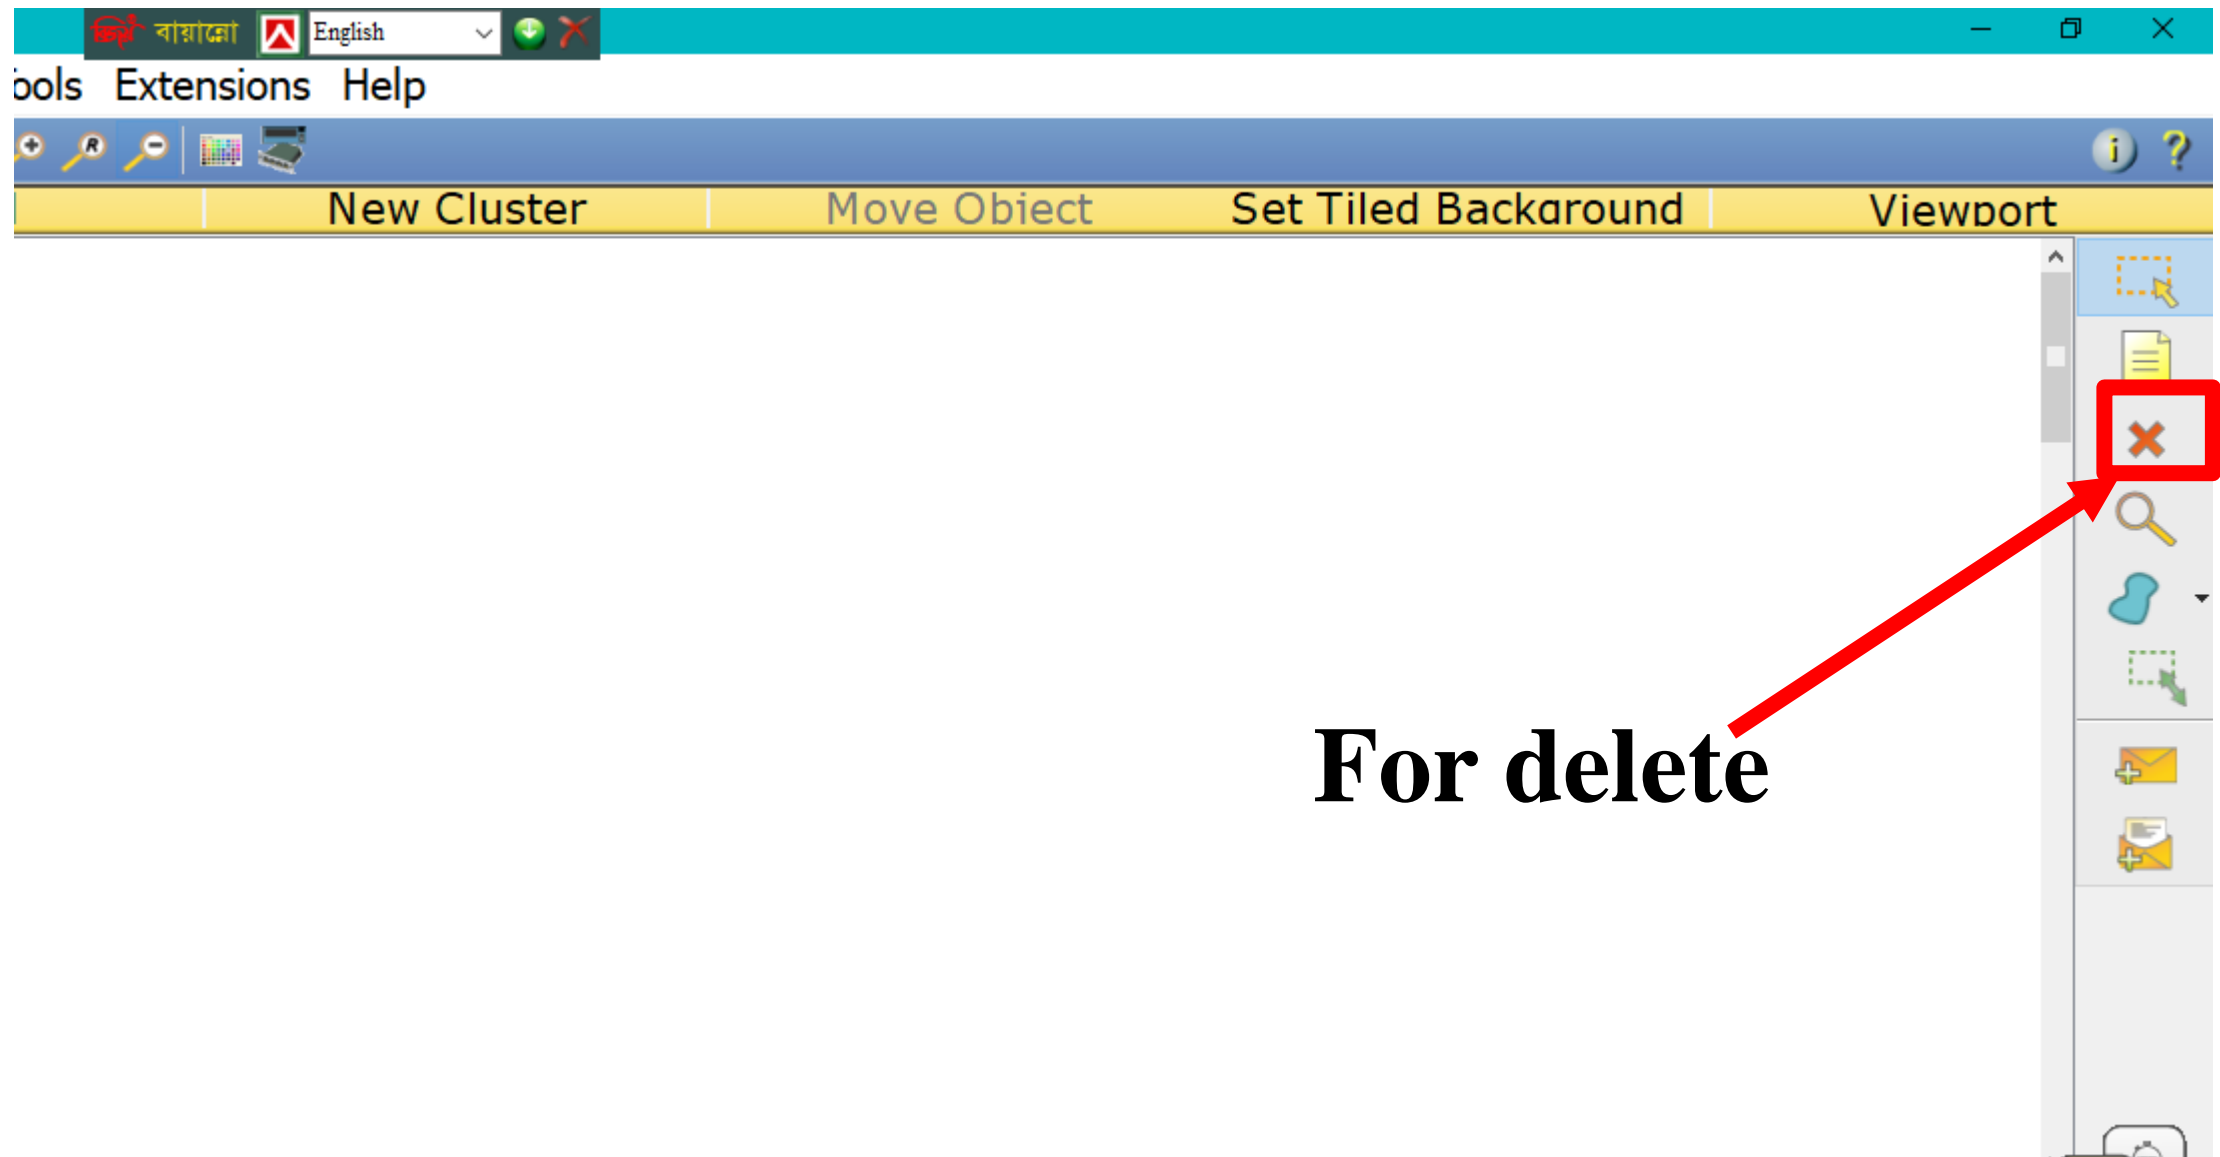 বায়ান্নো English
ools Extensions Help
New Cluster Move Object Set Tiled Background Viewport
For delete